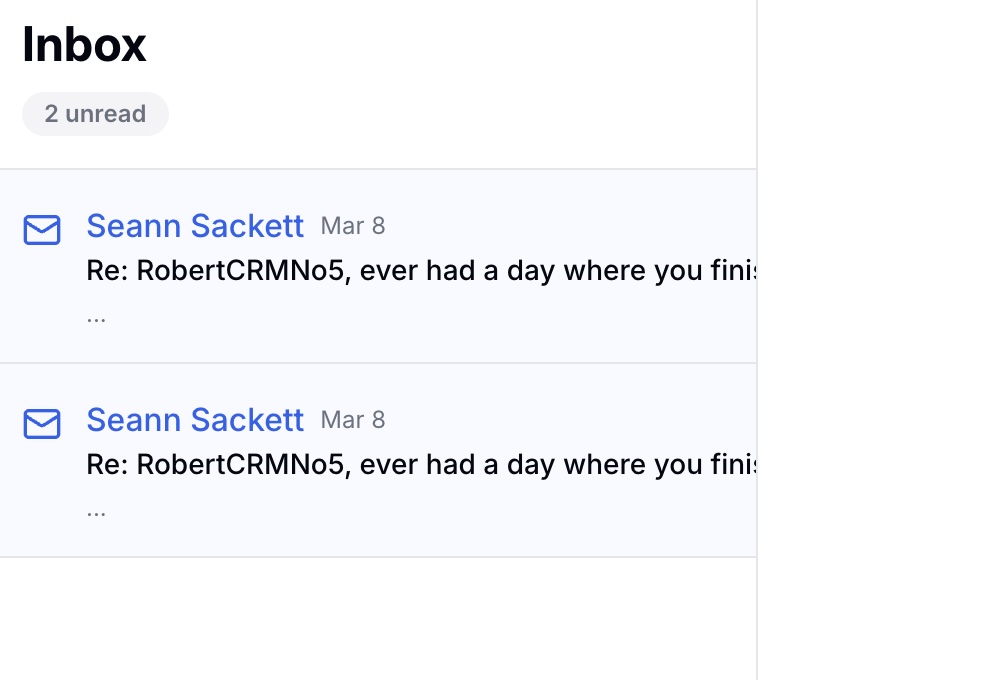 Inbox
2 unread
Seann Sackett Mar 8
Re: RobertCRMNo5, ever had a day where you finis
...
Seann Sackett Mar 8
Re: RobertCRMNo5, ever had a day where you finis
...